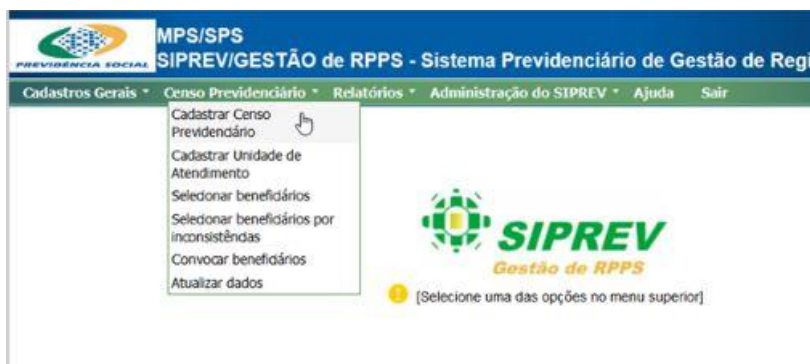 MPS/SPS
PREVIDÊNCIA SOCIAL
SIPREV/GESTÃO de RPPS - Sistema Previdenciário de Gestão de Regi
Cadastros Gerais Censo Previdenciário Relatórios Administração do SIPREV Ajuda Sair
Cadastrar Censo
Previdenciário
Cadastrar Unidade de
Atendimento
Selecionar beneficiários
Selecionar beneficiários por
inconsistências
Convocar beneficiários
Atualizar dados
SIPREV
Gestão de RPPS
[Selecione uma das opções no menu superior]